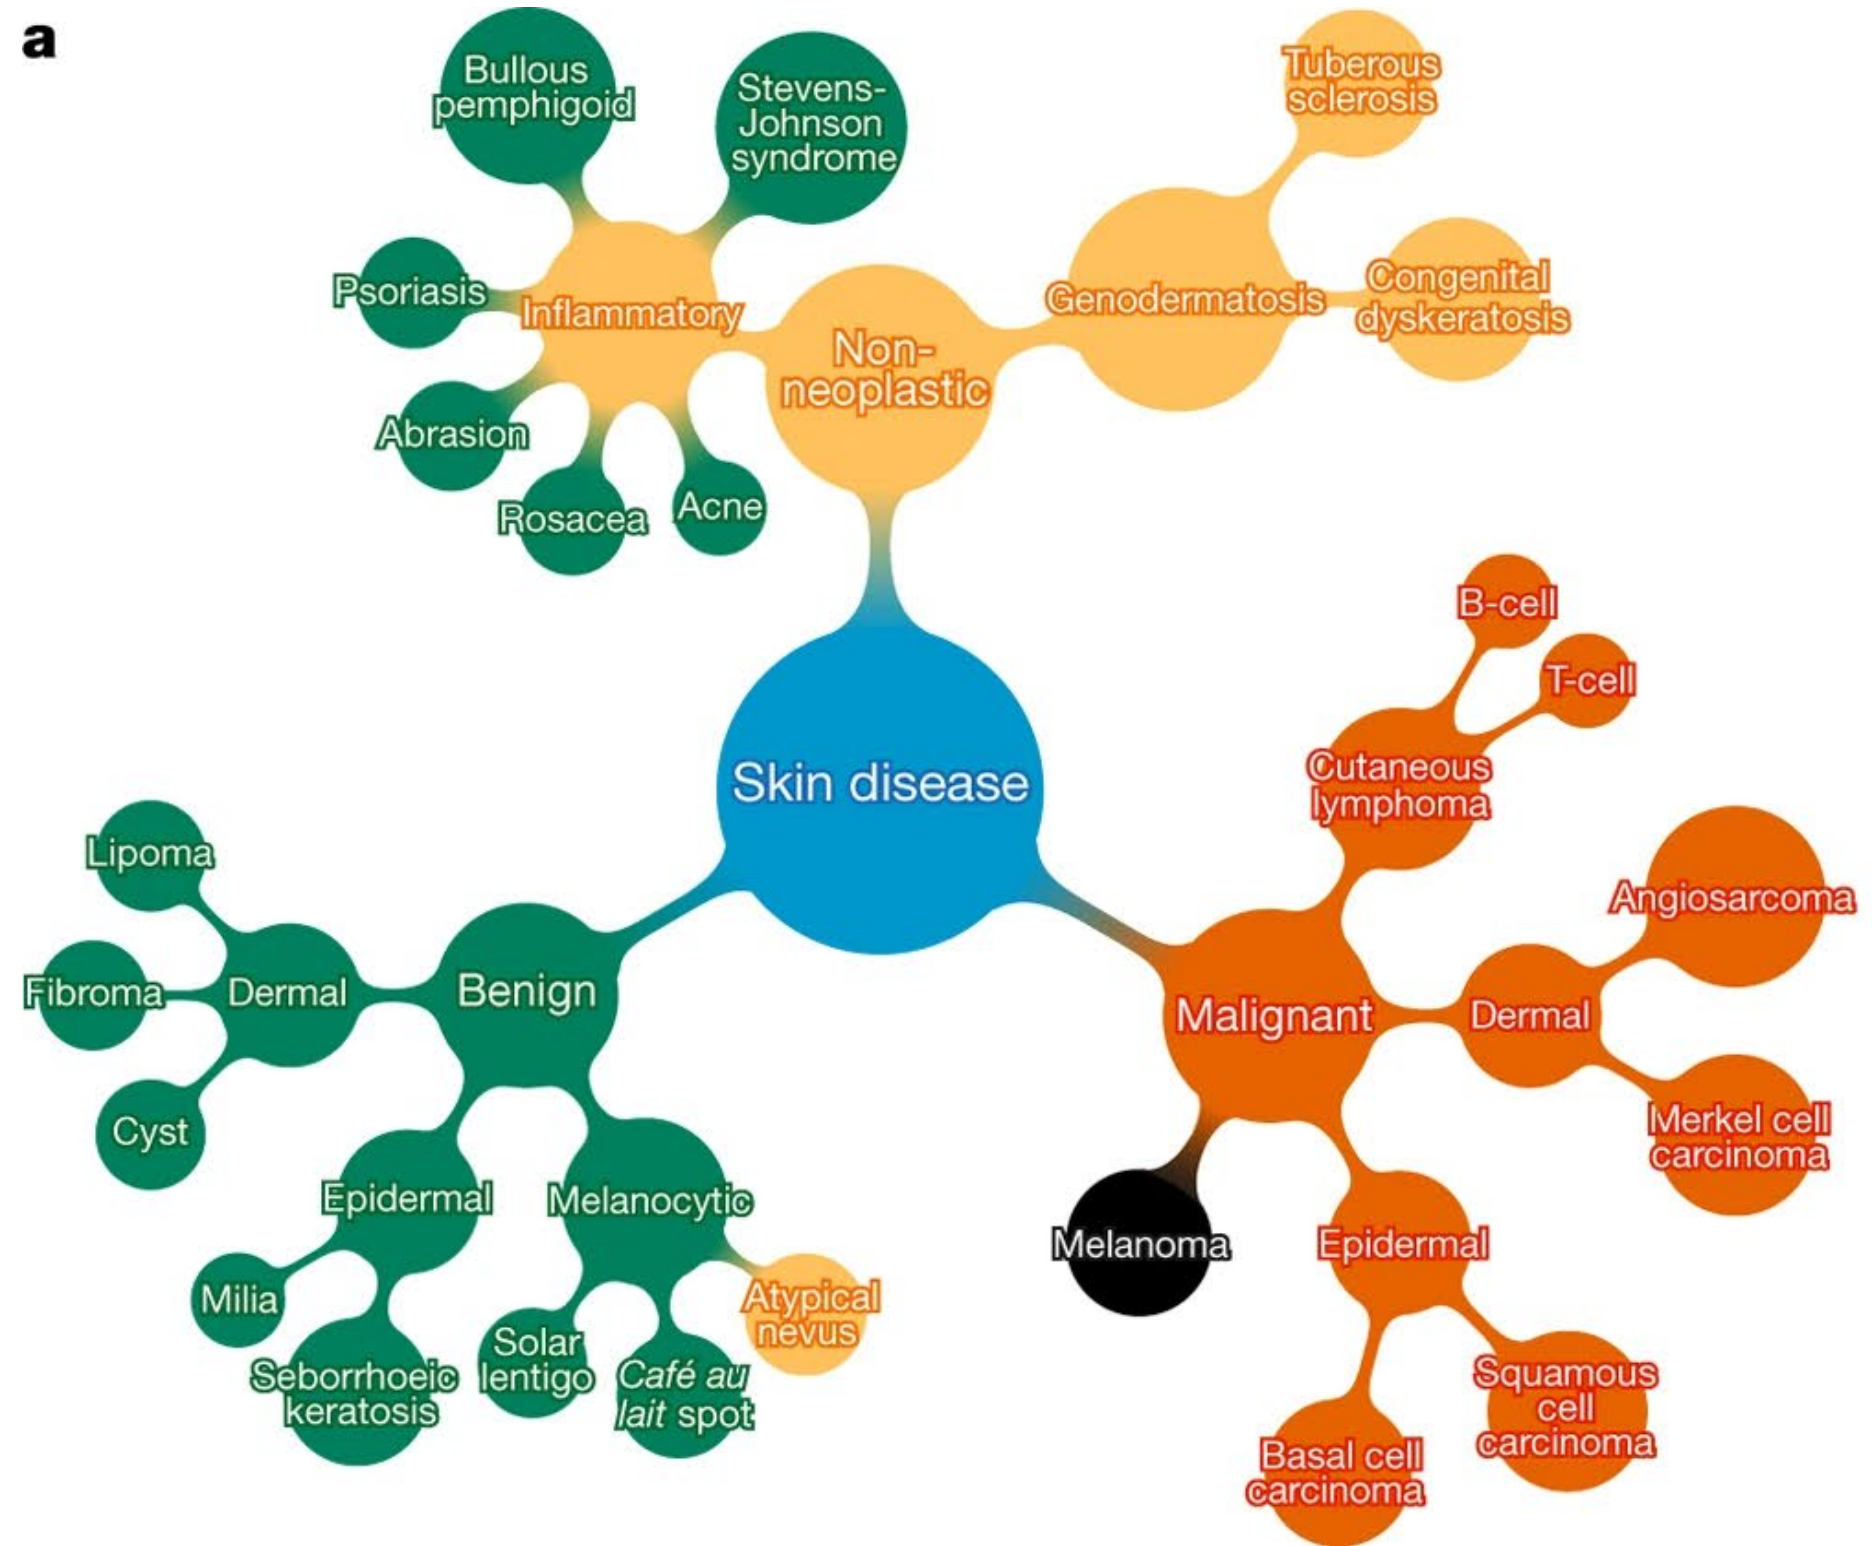 a
Bullous
pemphigoid
Stevens-
Johnson
syndrome
Tuberous
sclerosis
Psoriasis
Inflammatory
Non-
neoplastic
Genodermatosis
Congenital
dyskeratosis
Abrasion
Rosacea
Acne
Skin disease
B-cell
T-cell
Cutaneous
lymphoma
Angiosarcoma
Malignant
Dermal
Merkel cell
carcinoma
Melanoma
Epidermal
Squamous
cell
carcinoma
Basal cell
carcinoma
Lipoma
Fibroma
Dermal
Benign
Cyst
Epidermal
Melanocytic
Milia
Seborrhoeic
keratosis
Solar
lentigo
Café au
lait spot
Atypical
nevus